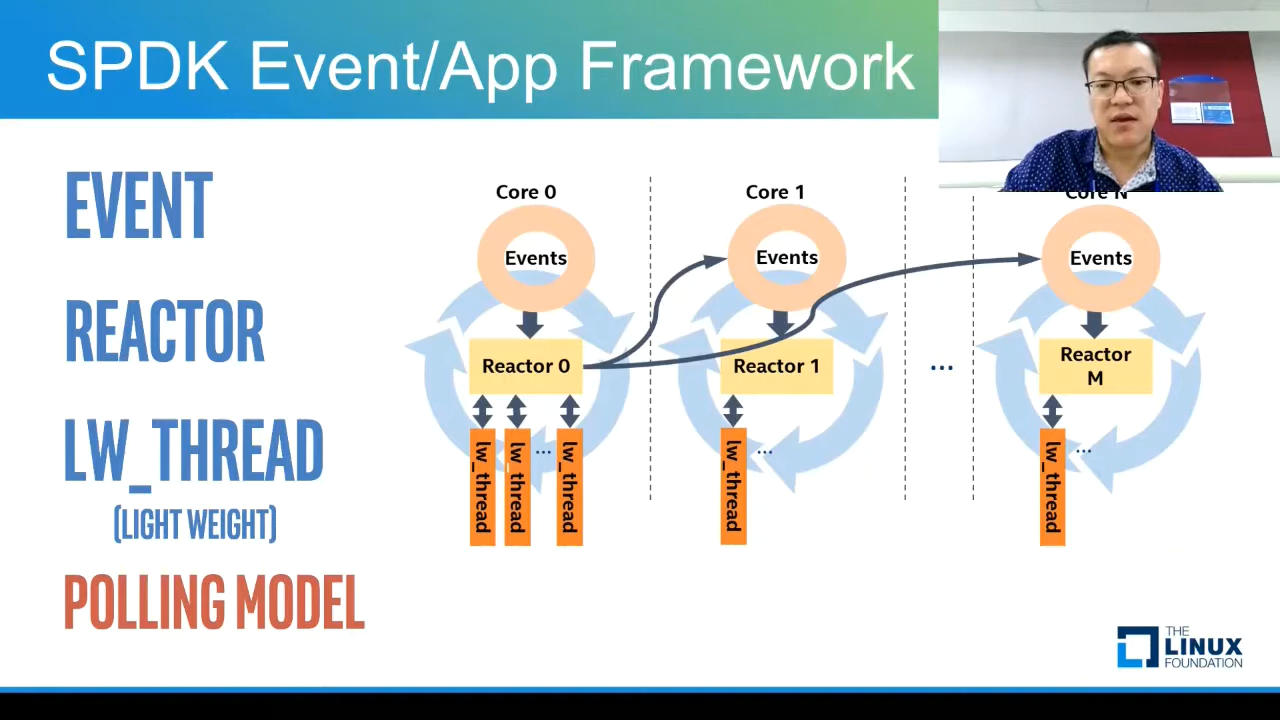 SPDK Event/App Framework
EVENT
REACTOR
LW_THREAD
(LIGHT WEIGHT)
POLLING MODEL
Core 0
Core 1
Core N
Events
Events
Events
Reactor 0
Reactor 1
Reactor
M
...
lw_thread
lw_thread
...
lw_thread
lw_thread
...
lw_thread
...
THE
LINUX
FOUNDATION